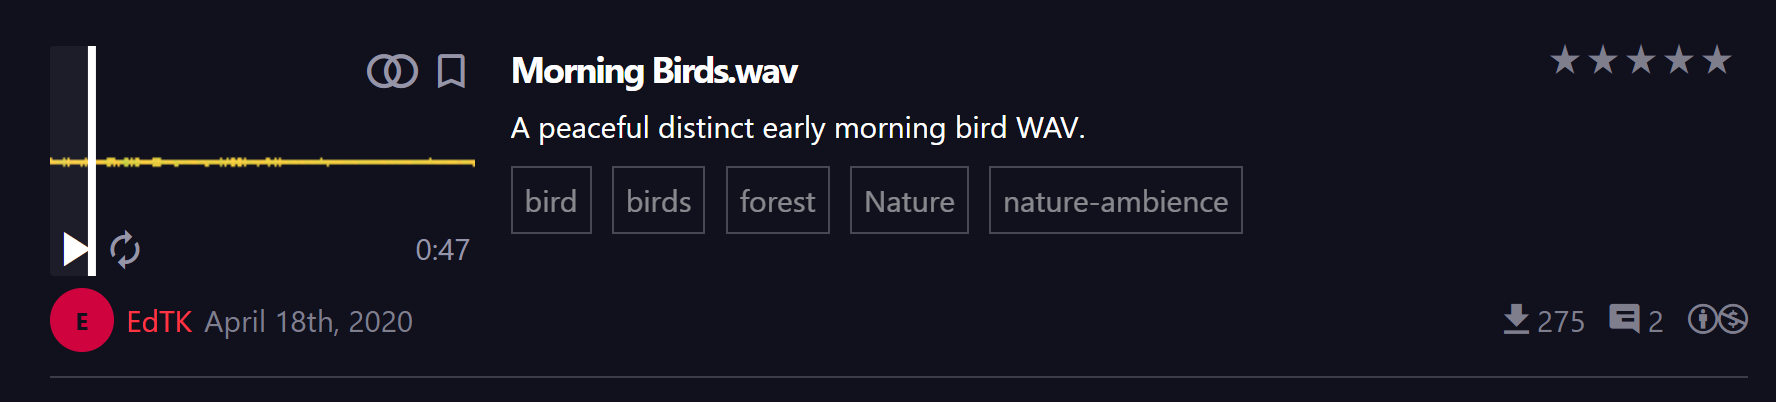 Morning Birds.wav
A peaceful distinct early morning bird WAV.
bird birds forest Nature nature-ambience
0:47
E EdTK April 18th, 2020
275 2